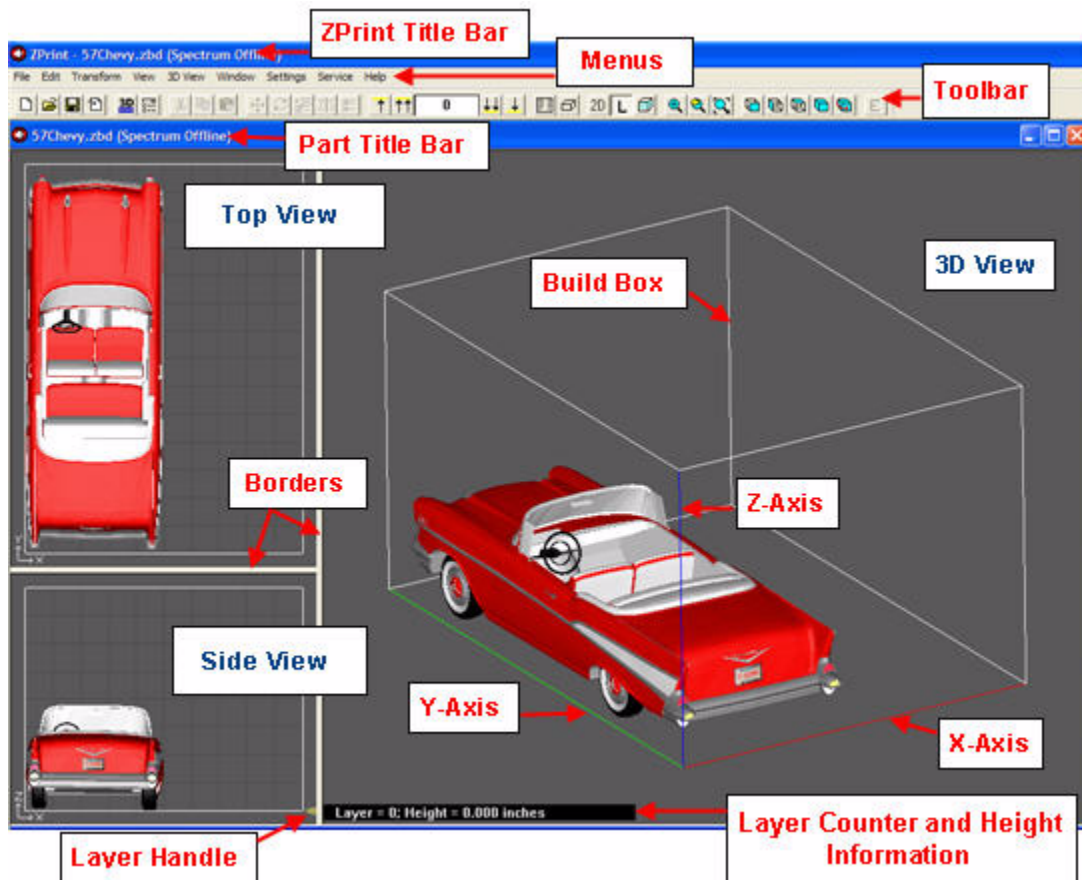 ZPrint Title Bar
ZPrint - 57Chevy.zbd (Spectrum Offline)
Menus
File Edit Transform View 3D View Window Settings Service Help
0
2D
L
Toolbar
57Chevy.zbd (Spectrum Offline)
Part Title Bar
Top View
3D View
Build Box
Borders
Z-Axis
Side View
Y-Axis
X-Axis
Layer = 0; Height = 0.000 inches
Layer Handle
Layer Counter and Height
Information